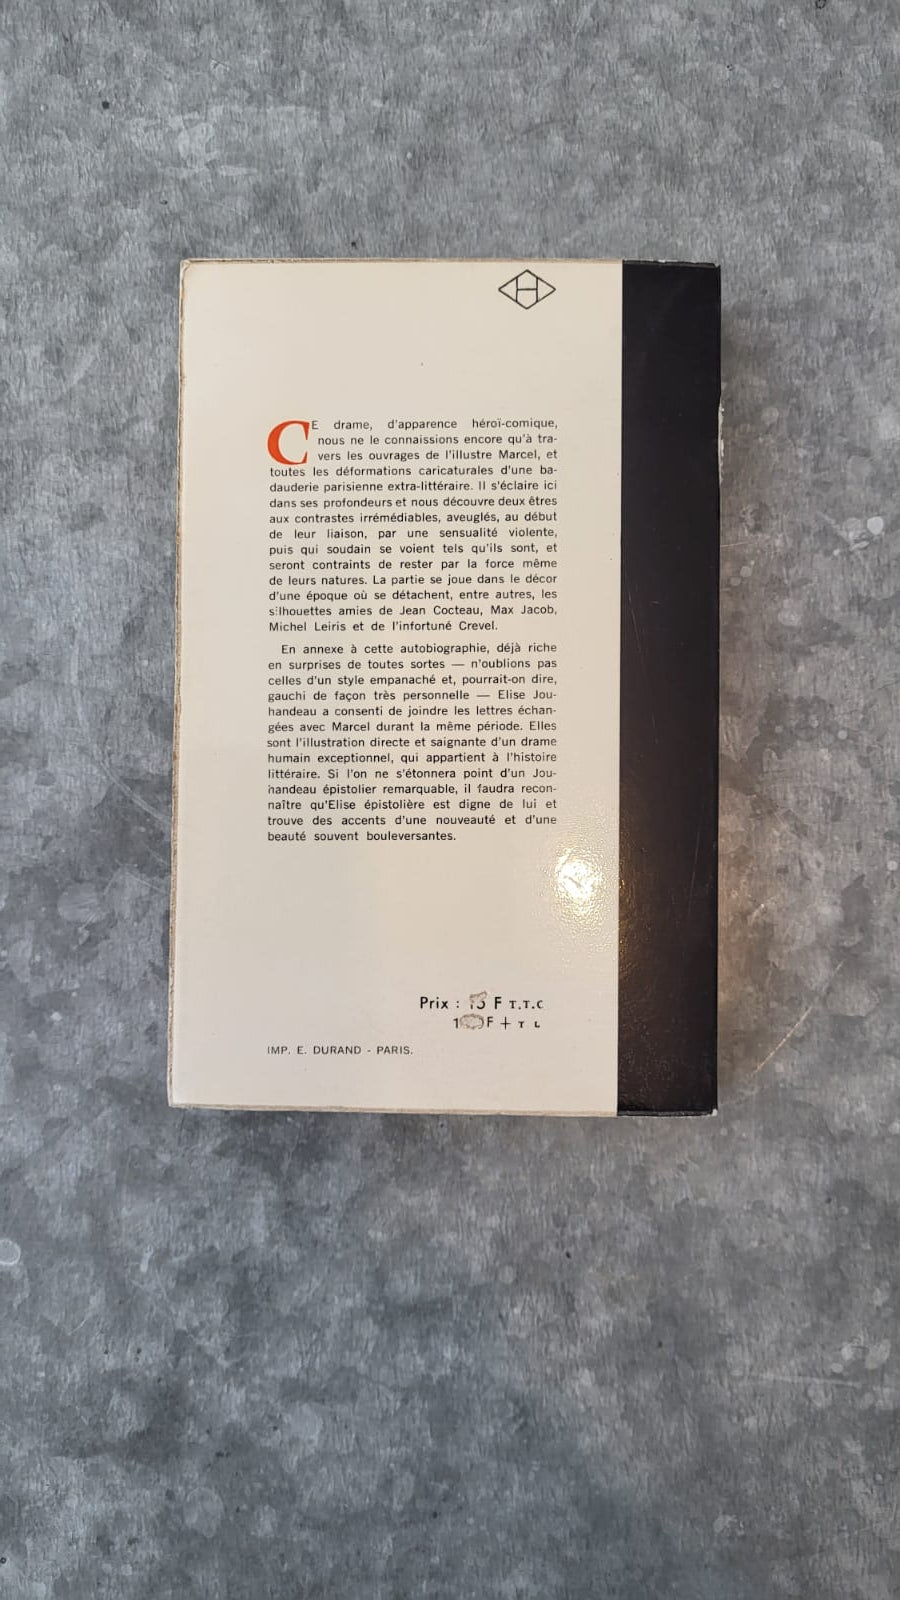 H
CE drame, d'apparence héroï-comique,
nous ne le connaissions encore qu'à tra-
vers les ouvrages de l'illustre Marcel, et
toutes les déformations caricaturales d'une ba-
dauderie parisienne extra-littéraire. Il s'éclaire ici
dans ses profondeurs et nous découvre deux êtres
aux contrastes irrémédiables, aveuglés, au début
de leur liaison, par une sensualité violente,
puis qui soudain se voient tels qu'ils sont, et
seront contraints de rester par la force même
de leurs natures. La partie se joue dans le décor
d'une époque où se détachent, entre autres, les
silhouettes amies de Jean Cocteau, Max Jacob,
Michel Leiris et de l'infortuné Crevel.
En annexe à cette autobiographie, déjà riche
en surprises de toutes sortes — n'oublions pas
celles d'un style empanaché et, pourrait-on dire,
gauchi de façon très personnelle — Elise Jou-
handeau a consenti de joindre les lettres échan-
gées avec Marcel durant la même période. Elles
sont l'illustration directe et saignante d'un drame
humain exceptionnel, qui appartient à l'histoire
littéraire. Si l'on ne s'étonnera point d'un Jou-
handeau épistolier remarquable, il faudra recon-
naître qu'Elise épistolière est digne de lui et
trouve des accents d'une nouveauté et d'une
beauté souvent bouleversantes.
Prix : F T.T.C
F + T L
IMP. E. DURAND - PARIS.